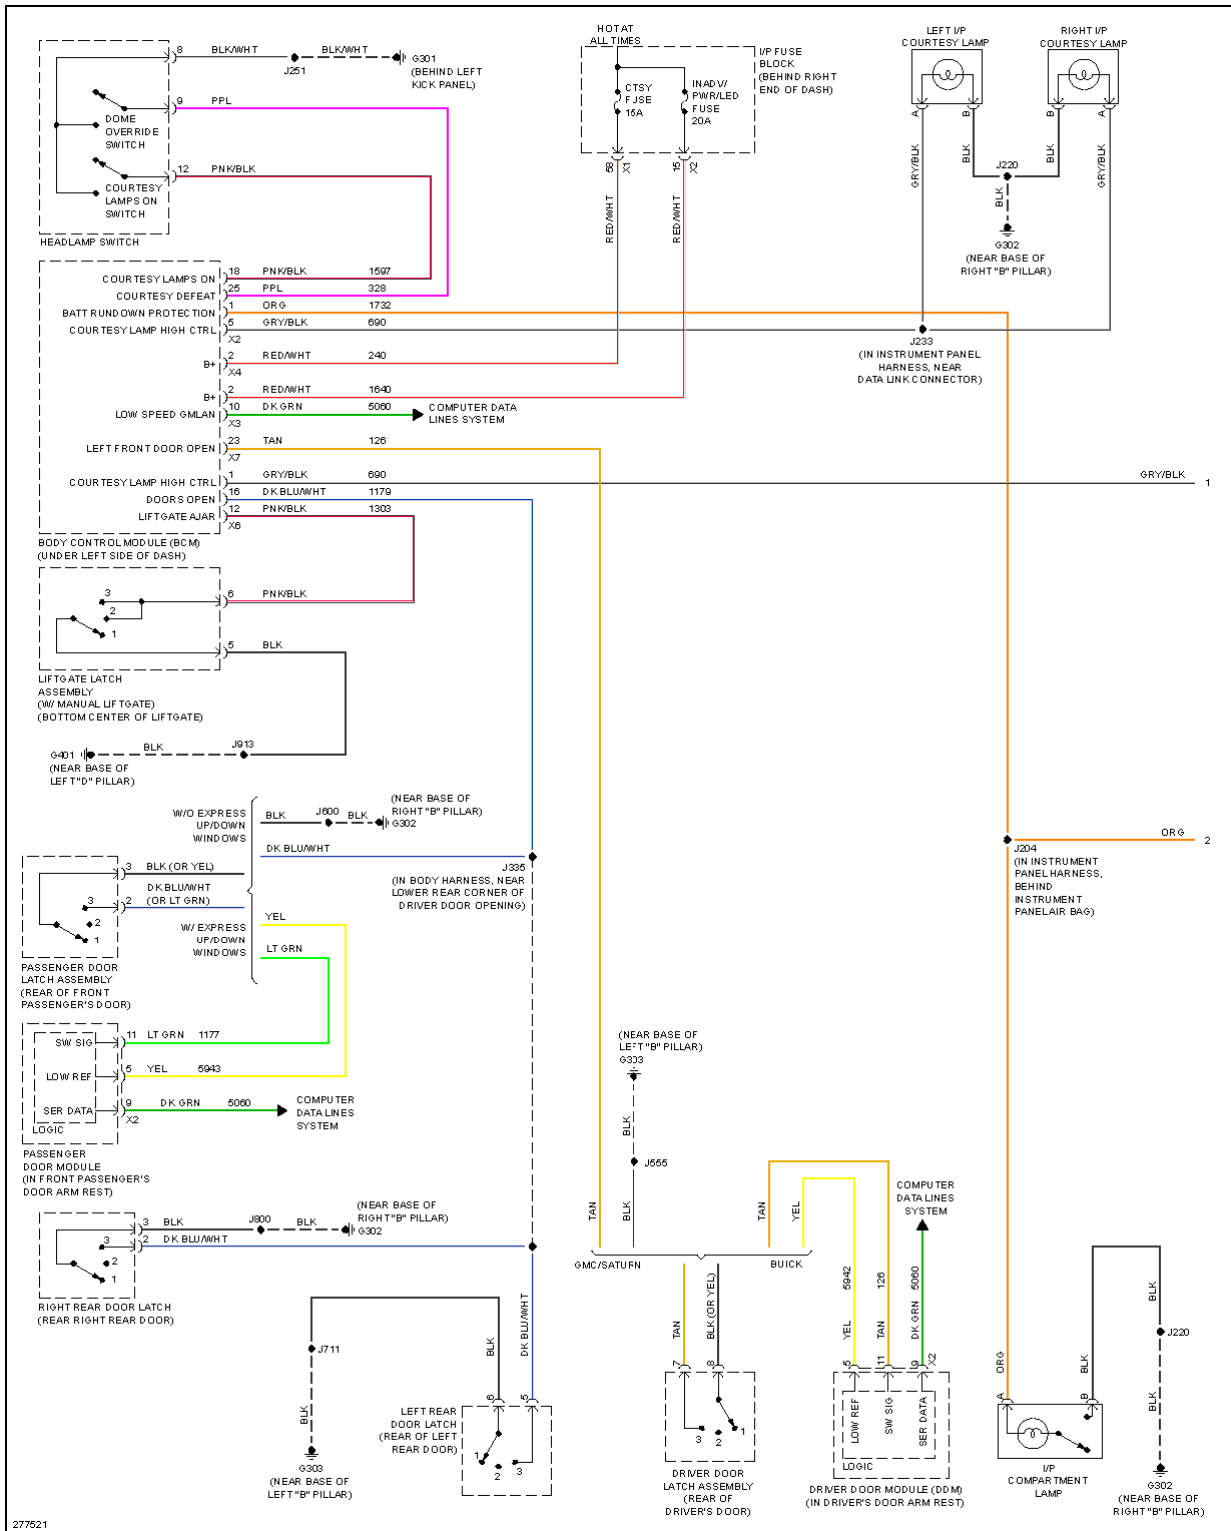 HOT AT
ALL TIMES
LEFT I/P
COURTESY LAMP
RIGHT I/P
COURTESY LAMP
8
BLK/WHT
BLK/WHT
J251
G301
(BEHIND LEFT
KICK PANEL)
I/P FUSE
BLOCK
(BEHIND RIGHT
END OF DASH)
CTSY
FUSE
15A
INADV/
PWR/LED
FUSE
20A
9
PPL
DOME
OVERRIDE
SWITCH
12
PNK/BLK
COURTESY
LAMPS ON
SWITCH
HEADLAMP SWITCH
58
X1
15
X2
RED/WHT
RED/WHT
A
B
B
A
GRY/BLK
BLK
BLK
GRY/BLK
J220
BLK
G302
(NEAR BASE OF
RIGHT "B" PILLAR)
COURTESY LAMPS ON
18
PNK/BLK
1597
COURTESY DEFEAT
25
PPL
328
BATT RUNDOWN PROTECTION
1
ORG
1732
COURTESY LAMP HIGH CTRL
5
GRY/BLK
690
X2
J233
(IN INSTRUMENT PANEL
HARNESS, NEAR
DATA LINK CONNECTOR)
B+
2
RED/WHT
240
X4
B+
2
RED/WHT
1640
LOW SPEED GMLAN
10
DK GRN
5060
X3
COMPUTER DATA
LINES SYSTEM
LEFT FRONT DOOR OPEN
23
TAN
126
X7
COURTESY LAMP HIGH CTRL
1
GRY/BLK
690
GRY/BLK
1
DOORS OPEN
16
DK BLU/WHT
1179
LIFTGATE AJAR
12
PNK/BLK
1303
X6
BODY CONTROL MODULE (BCM)
(UNDER LEFT SIDE OF DASH)
3
2
1
6
PNK/BLK
5
BLK
LIFTGATE LATCH
ASSEMBLY
(W/ MANUAL LIFTGATE)
(BOTTOM CENTER OF LIFTGATE)
G401
BLK
J913
(NEAR BASE OF
LEFT "D" PILLAR)
W/O EXPRESS
UP/DOWN
WINDOWS
BLK
J600
BLK
(NEAR BASE OF
RIGHT "B" PILLAR)
G302
DK BLU/WHT
J335
(IN BODY HARNESS, NEAR
LOWER REAR CORNER OF
DRIVER DOOR OPENING)
ORG
2
J204
(IN INSTRUMENT
PANEL HARNESS,
BEHIND
INSTRUMENT
PANEL AIR BAG)
3
BLK (OR YEL)
DK BLU/WHT
2
(OR LT GRN)
3
2
1
W/ EXPRESS
UP/DOWN
WINDOWS
YEL
LT GRN
PASSENGER DOOR
LATCH ASSEMBLY
(REAR OF FRONT
PASSENGER'S DOOR)
SW SIG
11
LT GRN
1177
LOW REF
5
YEL
5943
SER DATA
9
DK GRN
5060
X2
LOGIC
COMPUTER
DATA LINES
SYSTEM
PASSENGER
DOOR MODULE
(IN FRONT PASSENGER'S
DOOR ARM REST)
(NEAR BASE OF
LEFT "B" PILLAR)
G303
BLK
J555
TAN
BLK
TAN
YEL
GMC/SATURN
BUICK
COMPUTER
DATA LINES
SYSTEM
3
BLK
J800
BLK
(NEAR BASE OF
RIGHT "B" PILLAR)
G302
2
DK BLU/WHT
3
2
1
RIGHT REAR DOOR LATCH
(REAR RIGHT REAR DOOR)
J711
BLK
G303
(NEAR BASE OF
LEFT "B" PILLAR)
BLK
DK BLU/WHT
6
5
LEFT REAR
DOOR LATCH
(REAR OF LEFT
REAR DOOR)
1
2
3
TAN
BLK (OR YEL)
7
8
3
2
1
DRIVER DOOR
LATCH ASSEMBLY
(REAR OF
DRIVER'S DOOR)
5942
126
5060
YEL
TAN
DK GRN
5
11
9
X2
LOW REF
SW SIG
SER DATA
LOGIC
DRIVER DOOR MODULE (DDM)
(IN DRIVER'S DOOR ARM REST)
ORG
BLK
A
B
I/P
COMPARTMENT
LAMP
BLK
J220
BLK
G302
(NEAR BASE OF
RIGHT "B" PILLAR)
277521